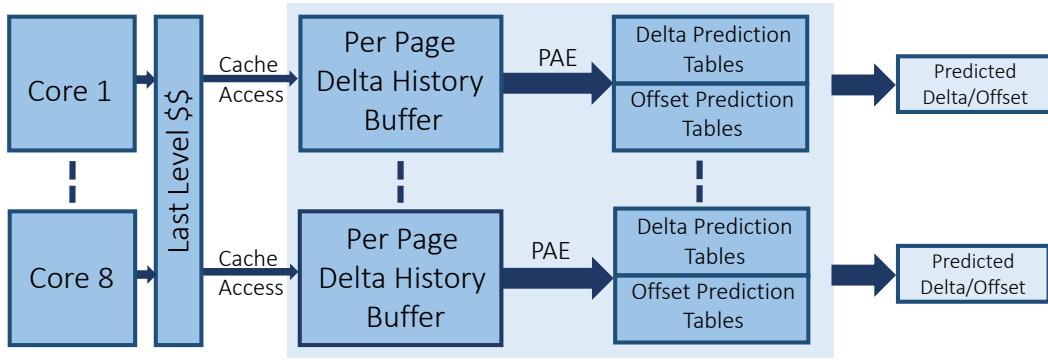 Core 1
Last Level $$
Cache
Access
Per Page
Delta History
Buffer
PAE
Delta Prediction
Tables
Offset Prediction
Tables
Predicted
Delta/Offset
Core 8
Cache
Access
Per Page
Delta History
Buffer
PAE
Delta Prediction
Tables
Offset Prediction
Tables
Predicted
Delta/Offset